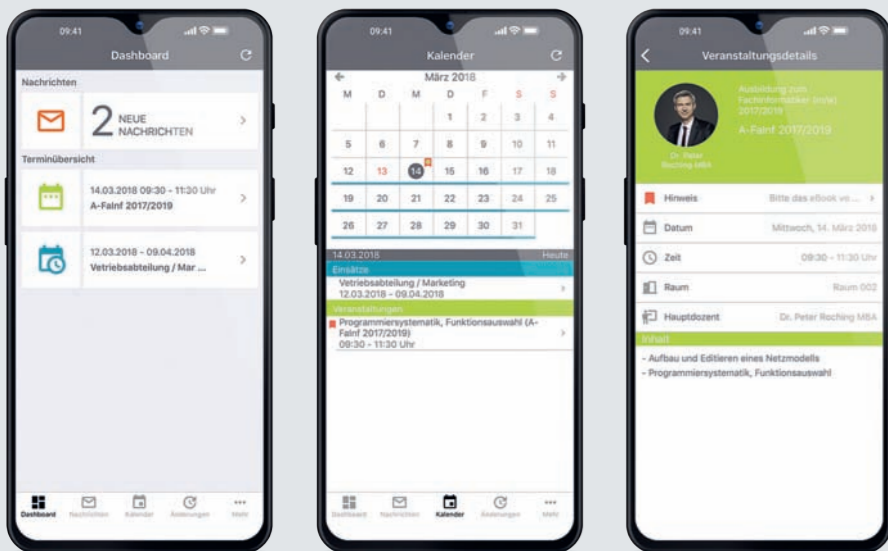 09:41
Dashboard
Nachrichten
2 NEUE
NACHRICHTEN
Terminübersicht
14.03.2018 09:30 - 11:30 Uhr
A-FaInf 2017/2019
12.03.2018 - 09.04.2018
Vertriebsabteilung / Mar ...
Dashboard Nachrichten Kalender Änderungen Mehr
09:41
Kalender
März 2018
M D M D F S S
1 2 3 4
5 6 7 8 9 10 11
12 13 14 15 16 17 18
19 20 21 22 23 24 25
26 27 28 29 30 31
14.03.2018 Heute
Einsätze
Vetriebsabteilung / Marketing
12.03.2018 - 09.04.2018
Veranstaltungen
Programmiersystematik, Funktionsauswahl (A-
FaInf 2017/2019)
09:30 - 11:30 Uhr
Dashboard Nachrichten Kalender Änderungen Mehr
09:41
Veranstaltungsdetails
Ausbildung zum
Fachinformatiker (m/w)
2017/2019
A-FaInf 2017/2019
Dr. Peter
Roching MBA
Hinweis Bitte das eBook vo ...
Datum Mittwoch, 14. März 2018
Zeit 09:30 - 11:30 Uhr
Raum Raum 002
Hauptdozent Dr. Peter Roching MBA
Inhalt
- Aufbau und Editieren eines Netzmodells
- Programmiersystematik, Funktionsauswahl